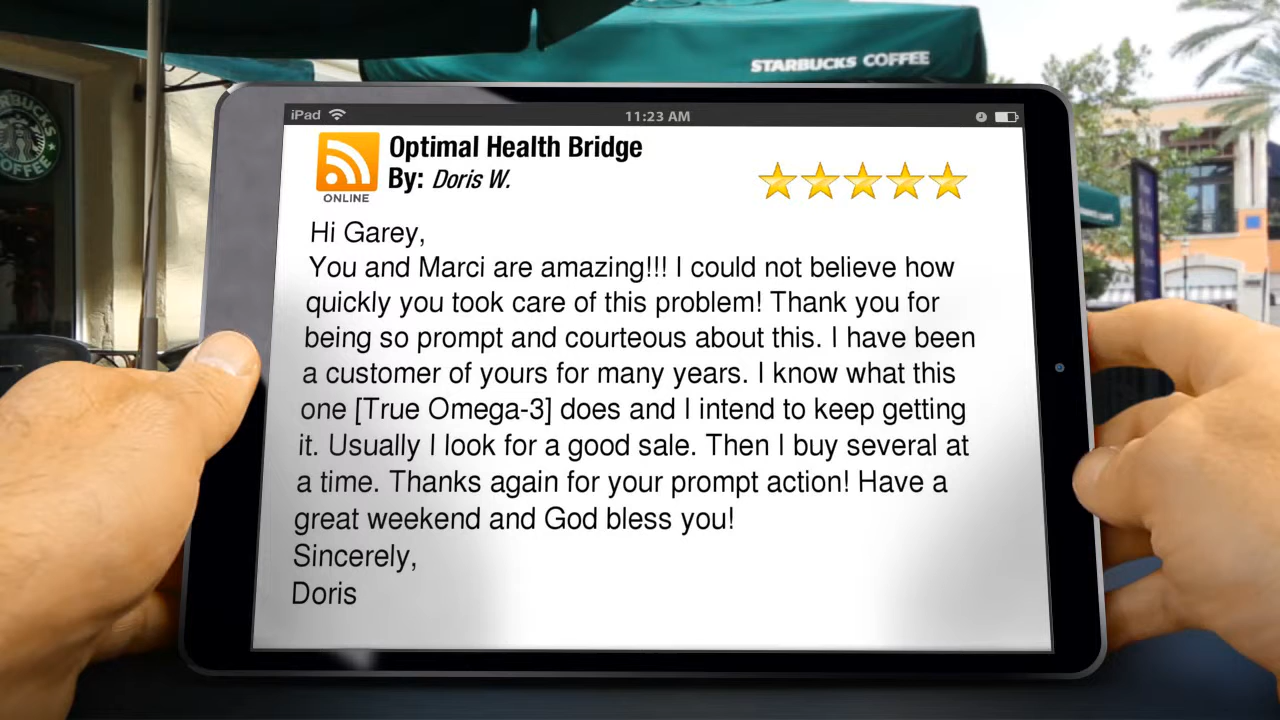 STARBUCKS COFFEE
RBUCKS
OFFEE
iPad
11:23 AM
Optimal Health Bridge
By: Doris W.
ONLINE
Hi Garey,
You and Marci are amazing!!! I could not believe how
quickly you took care of this problem! Thank you for
being so prompt and courteous about this. I have been
a customer of yours for many years. I know what this
one [True Omega-3] does and I intend to keep getting
it. Usually I look for a good sale. Then I buy several at
a time. Thanks again for your prompt action! Have a
great weekend and God bless you!
Sincerely,
Doris